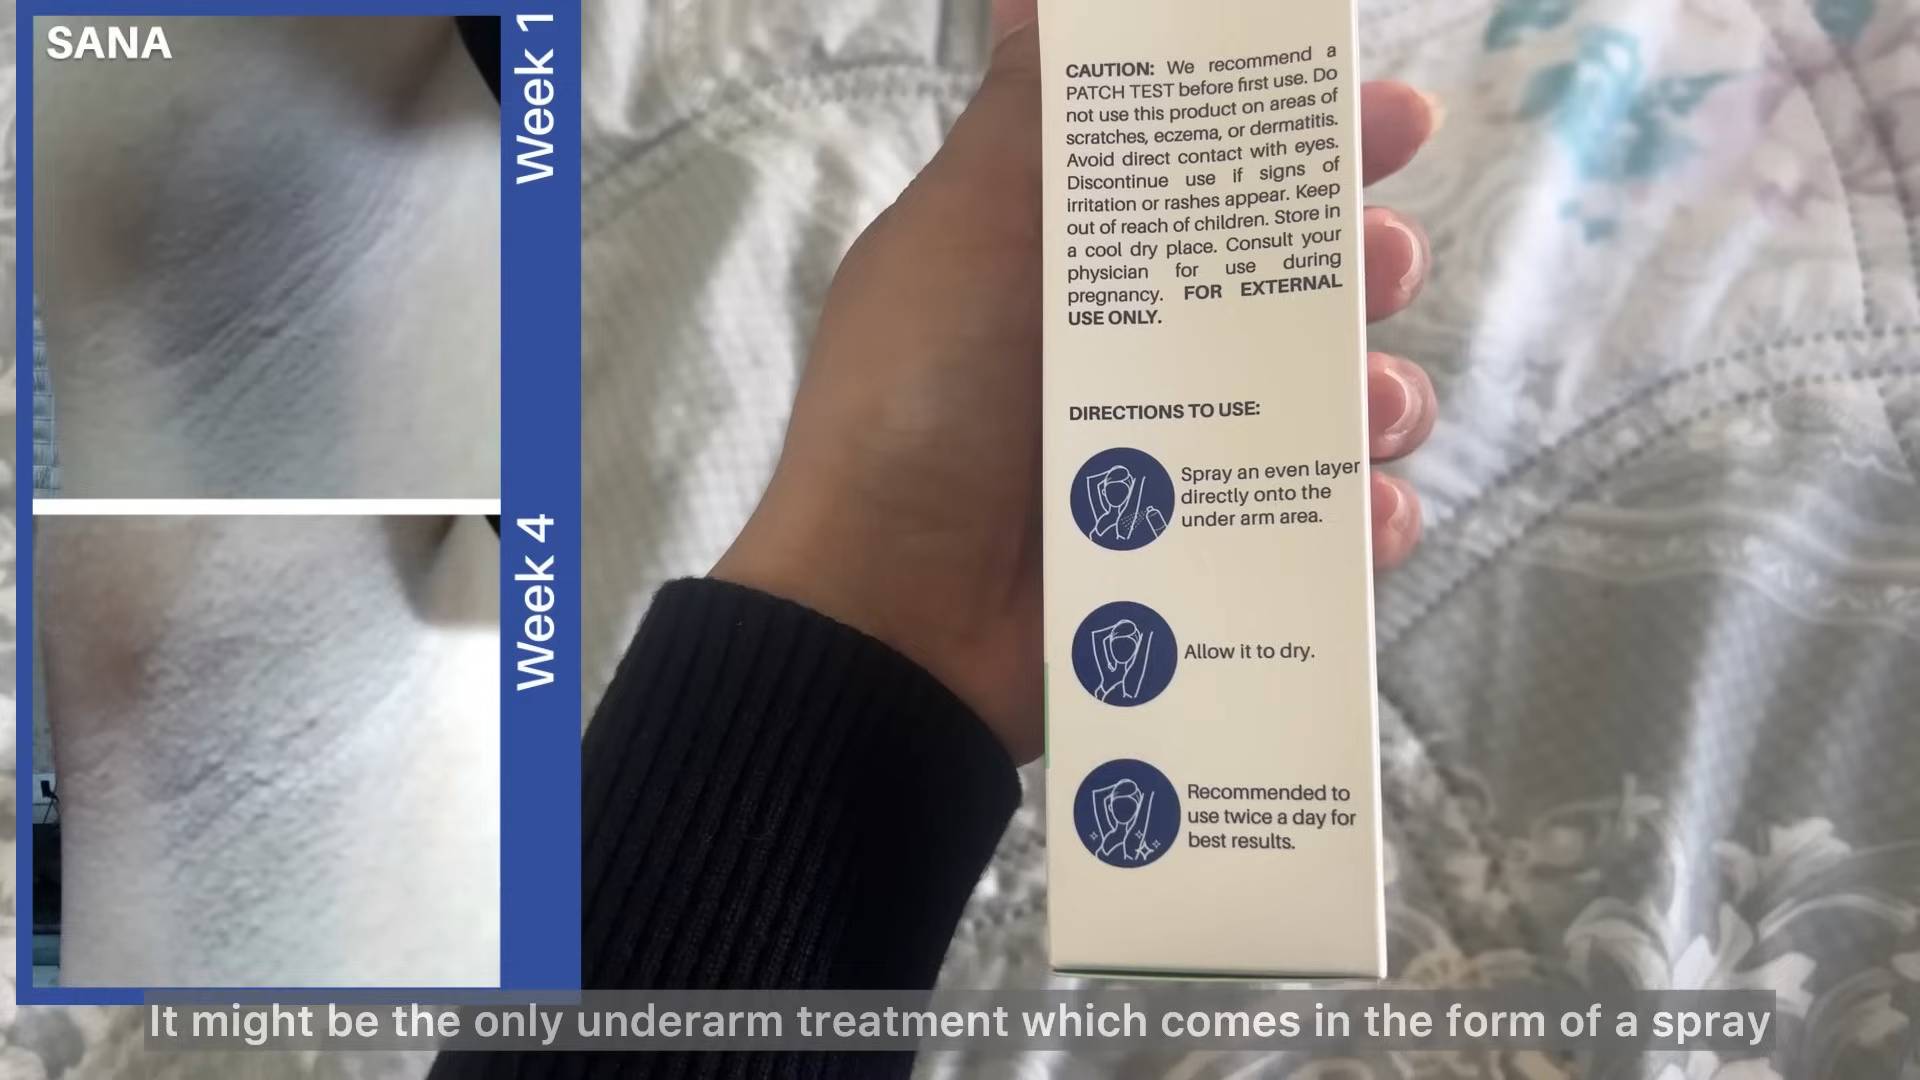 SANA
Week 1
Week 4
CAUTION: We recommend a
PATCH TEST before first use. Do
not use this product on areas of
scratches, eczema, or dermatitis.
Avoid direct contact with eyes.
Discontinue use if signs of
irritation or rashes appear. Keep
out of reach of children. Store in
a cool dry place. Consult your
physician for use during
pregnancy. FOR EXTERNAL
USE ONLY.
DIRECTIONS TO USE:
Spray an even layer
directly onto the
under arm area.
Allow it to dry.
Recommended to
use twice a day for
best results.
It might be the only underarm treatment which comes in the form of a spray